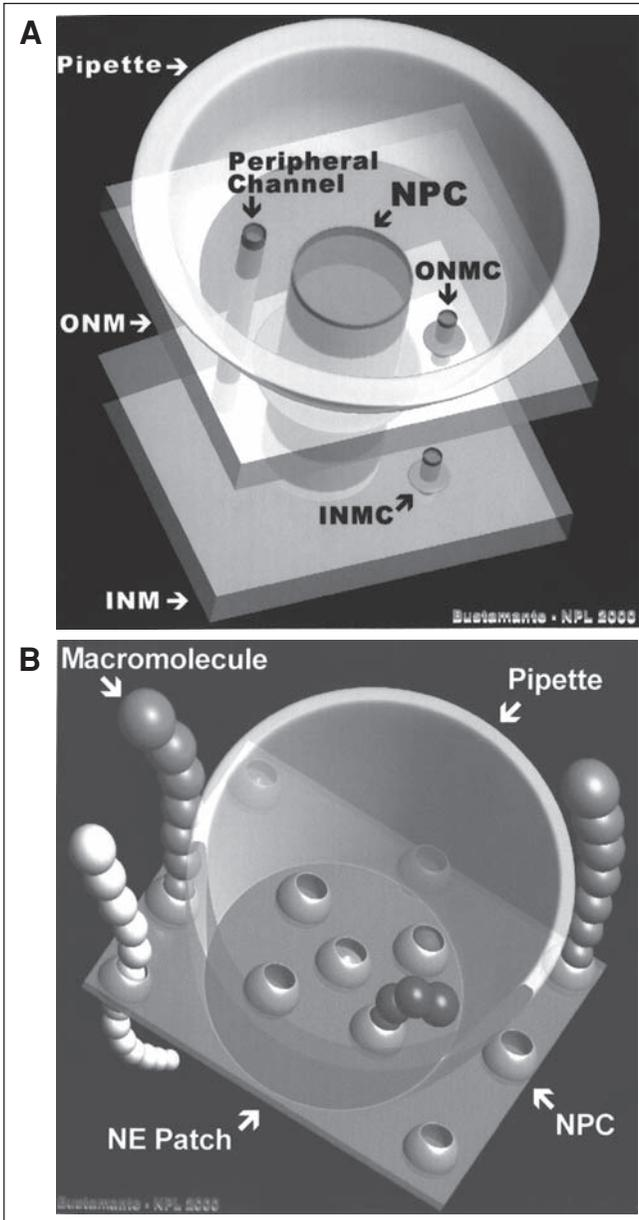 A
Pipette
Peripheral
Channel
NPC
ONMC
ONM
INMC
INM
Bustamante - NPL 2000
B
Macromolecule
Pipette
NE Patch
NPC
Bustamante - NPL 2000